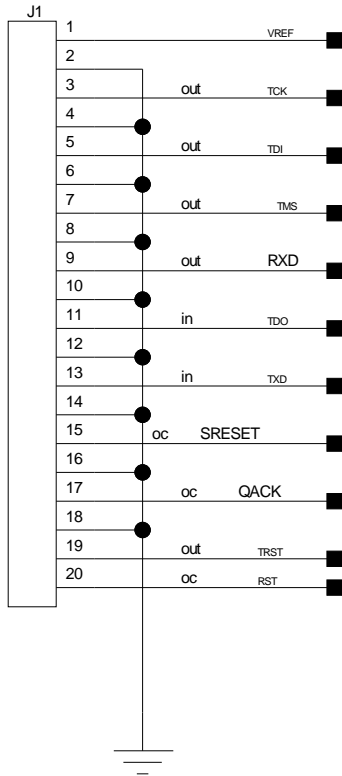 J1
1 VREF
2
3 out TCK
4
5 out TDI
6
7 out TMS
8
9 out RXD
10
11 in TDO
12
13 in TXD
14
15 oc SRESET
16
17 oc QACK
18
19 out TRST
20 oc RST